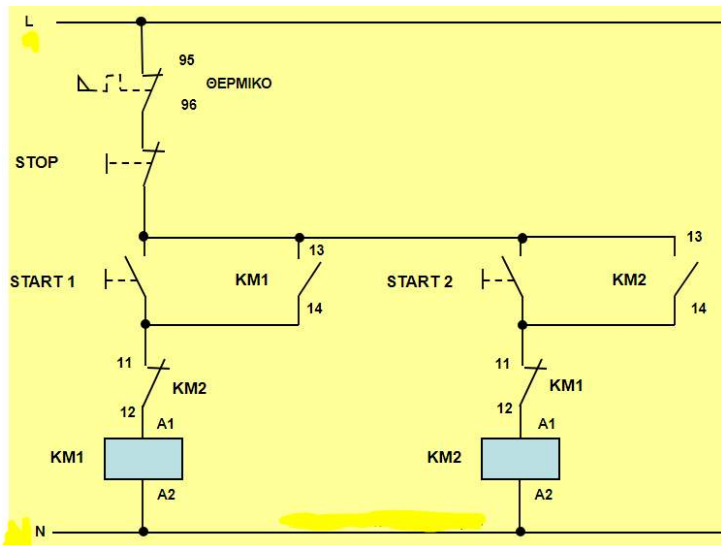 L
95
ΘΕΡΜΙΚΟ
96
STOP
13
13
START 1
KM1
START 2
KM2
14
14
11
11
KM2
KM1
12
12
A1
A1
KM1
KM2
A2
A2
N